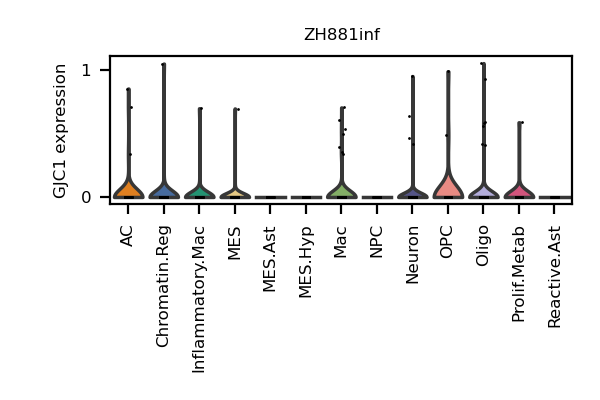 ZH881inf
GJC1 expression
1
0
AC
Chromatin.Reg
Inflammatory.Mac
MES
MES.Ast
MES.Hyp
Mac
NPC
Neuron
OPC
Oligo
Prolif.Metab
Reactive.Ast